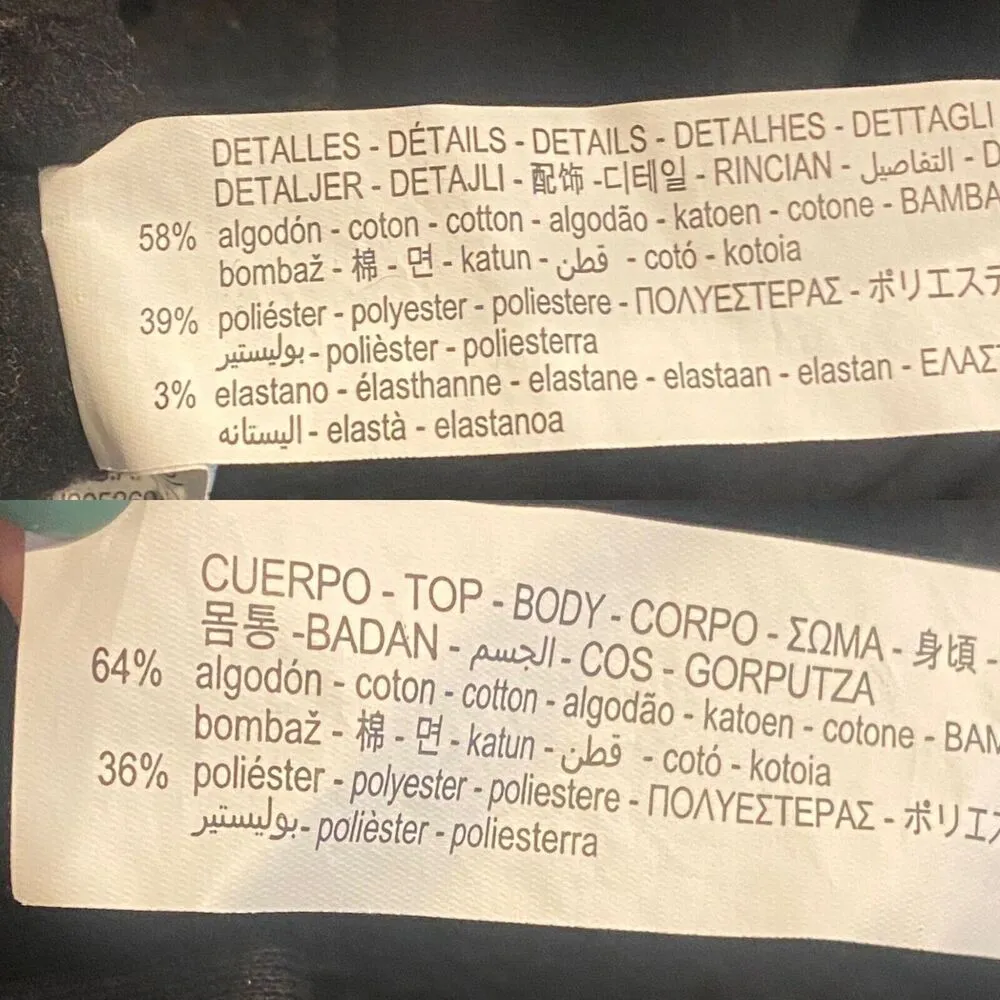 DETALLES - DÉTAILS - DETAILS - DETALHES - DETTAGLI
DETALJER - DETAJLI - 配饰 -디테일 - RINCIAN - التفاصيل - D
58% algodón - coton - cotton - algodão - katoen - cotone - BAMBA
bombaž - 棉 - 면 - katun - قطن - cotó - kotoia
39% poliéster - polyester - poliestere - ΠΟΛΥΕΣΤΕΡΑΣ - ポリエステ
بوليستير - polièster - poliesterra
3% elastano - élasthanne - elastane - elastaan - elastan - ΕΛΑΣΤ
اليستانه - elastà - elastanoa
CUERPO - TOP - BODY - CORPO - ΣΩΜΑ - 身頃 -
몸통 -BADAN - الجسم - COS - GORPUTZA
64% algodón - coton - cotton - algodão - katoen - cotone - BAM
bombaž - 棉 - 면 - katun - قطن - cotó - kotoia
36% poliéster - polyester - poliestere - ΠΟΛΥΕΣΤΕΡΑΣ - ポリエ
بوليستير - polièster - poliesterra